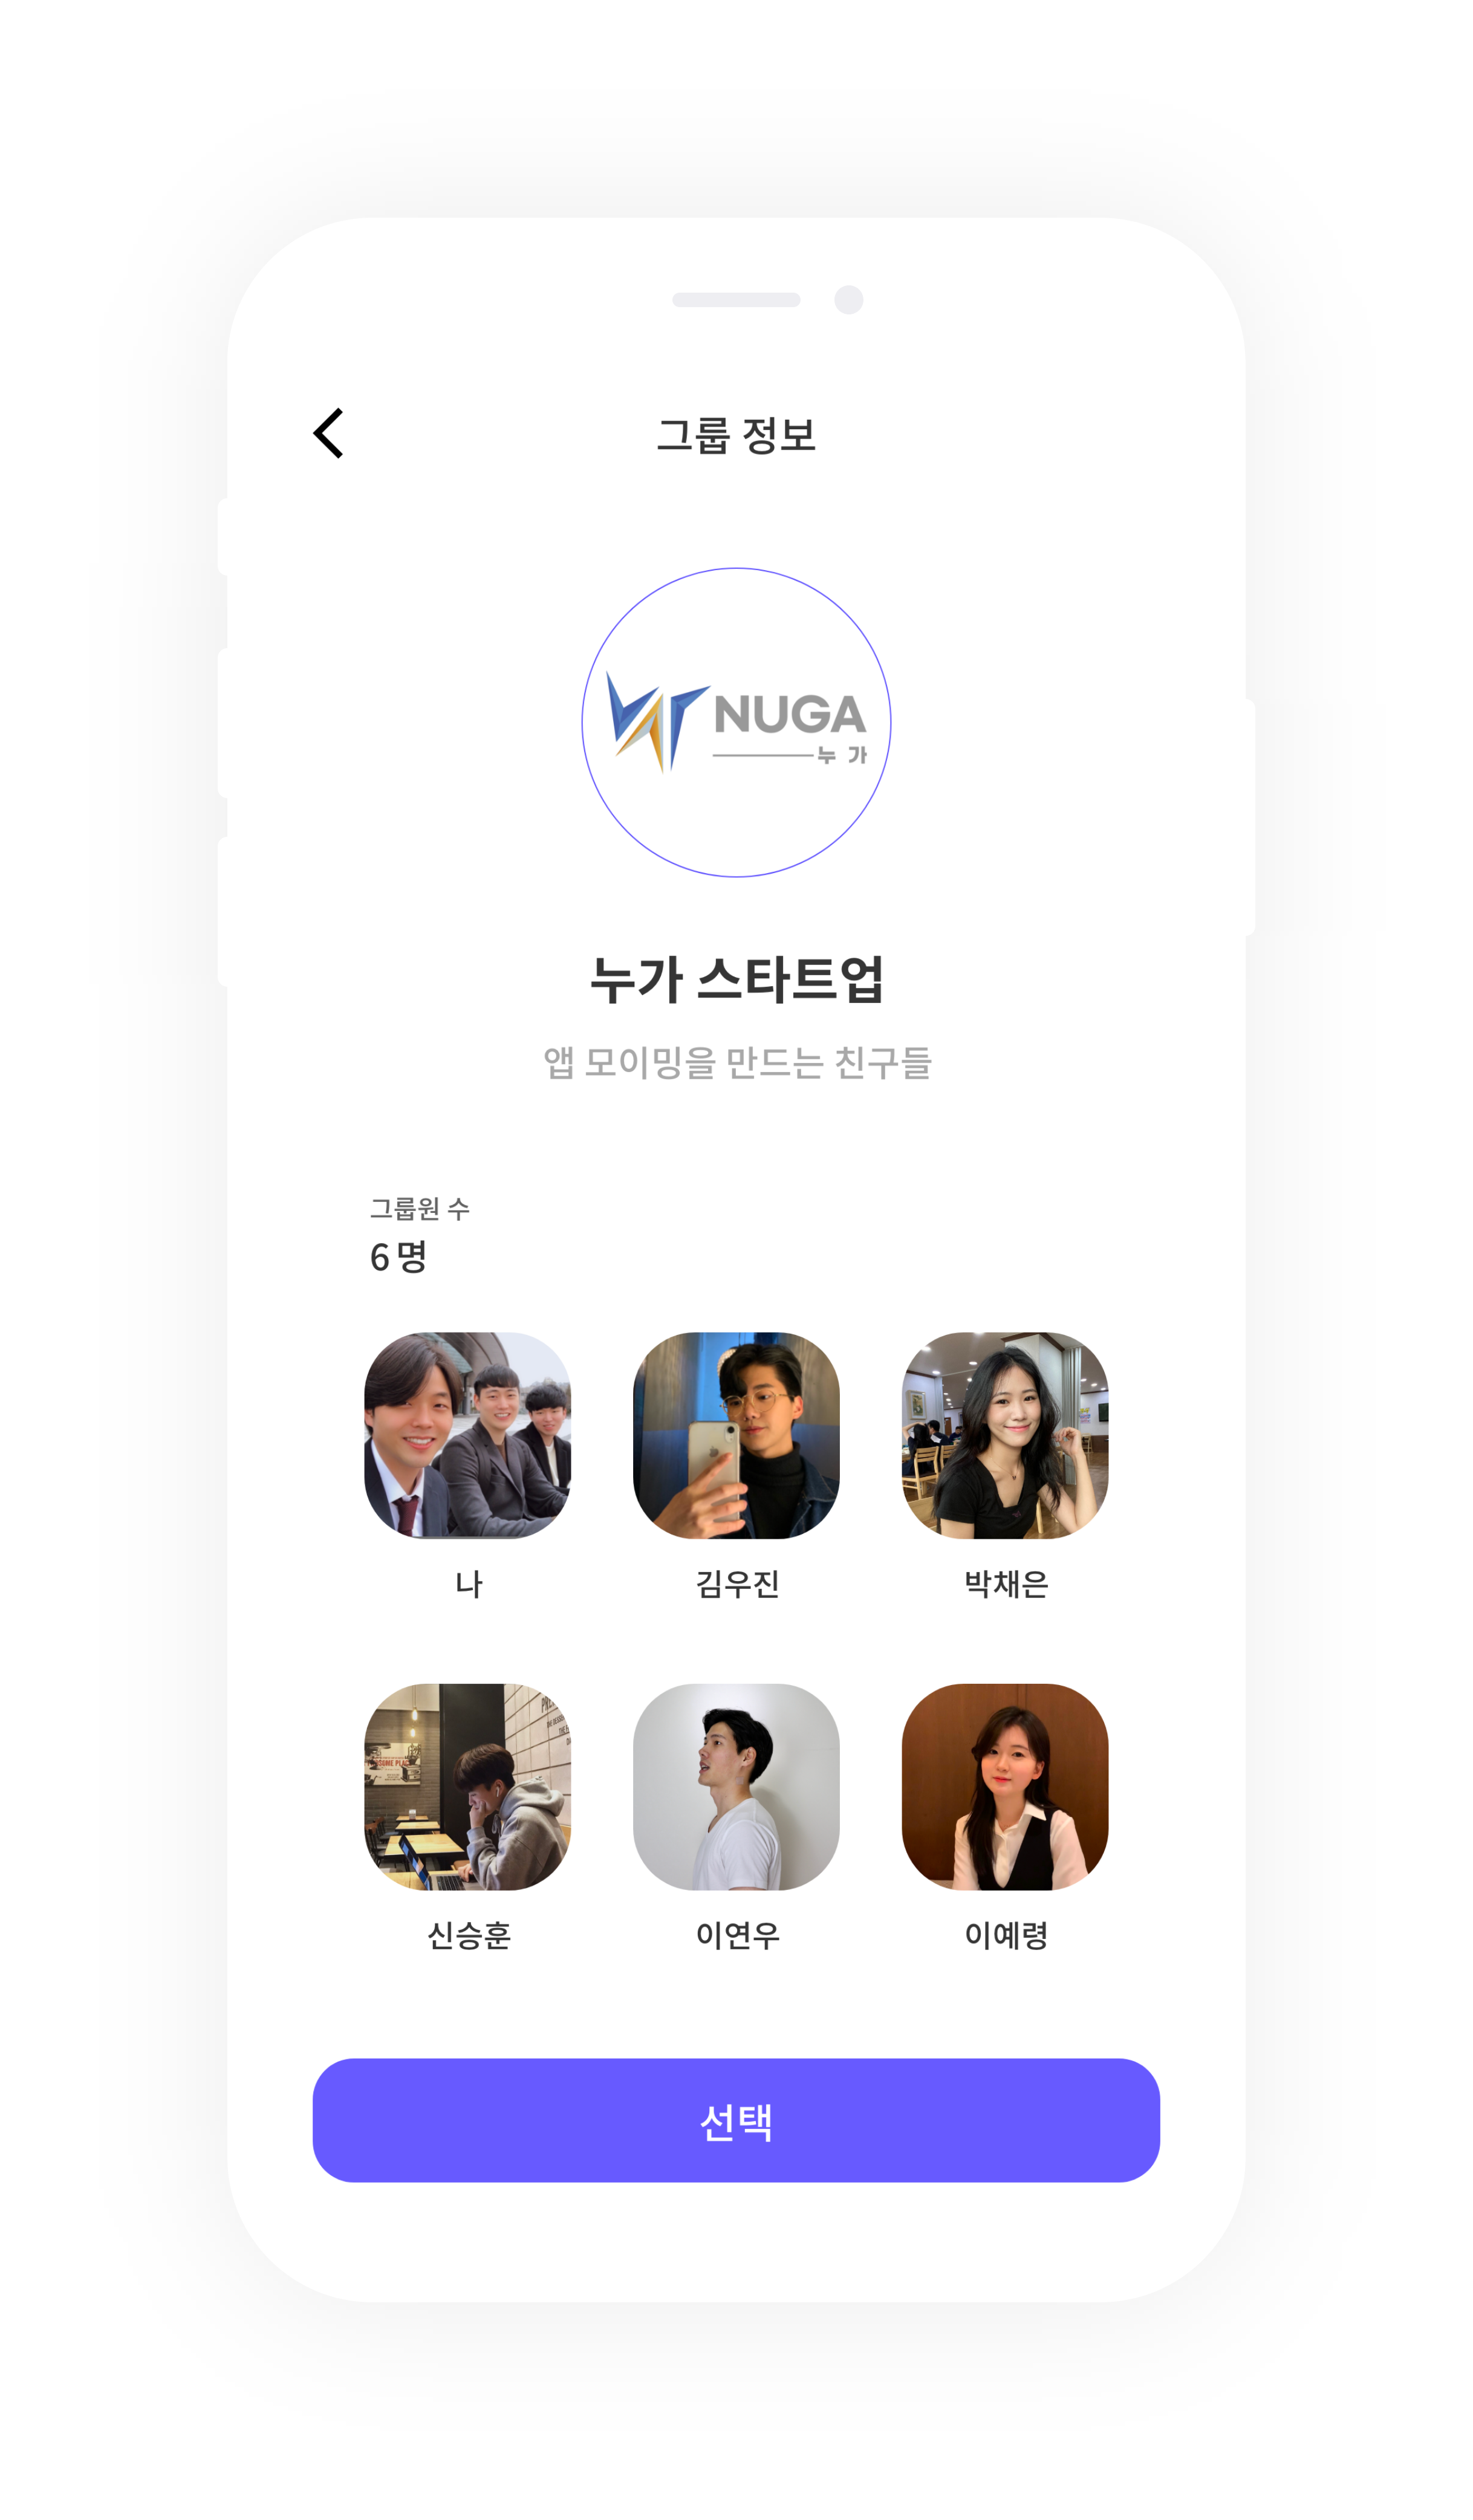 그룹 정보
NUGA
누가
누가 스타트업
앱 모이밍을 만드는 친구들
그룹원 수
6 명
나
김우진
박채은
신승훈
이원우
이예령
선택